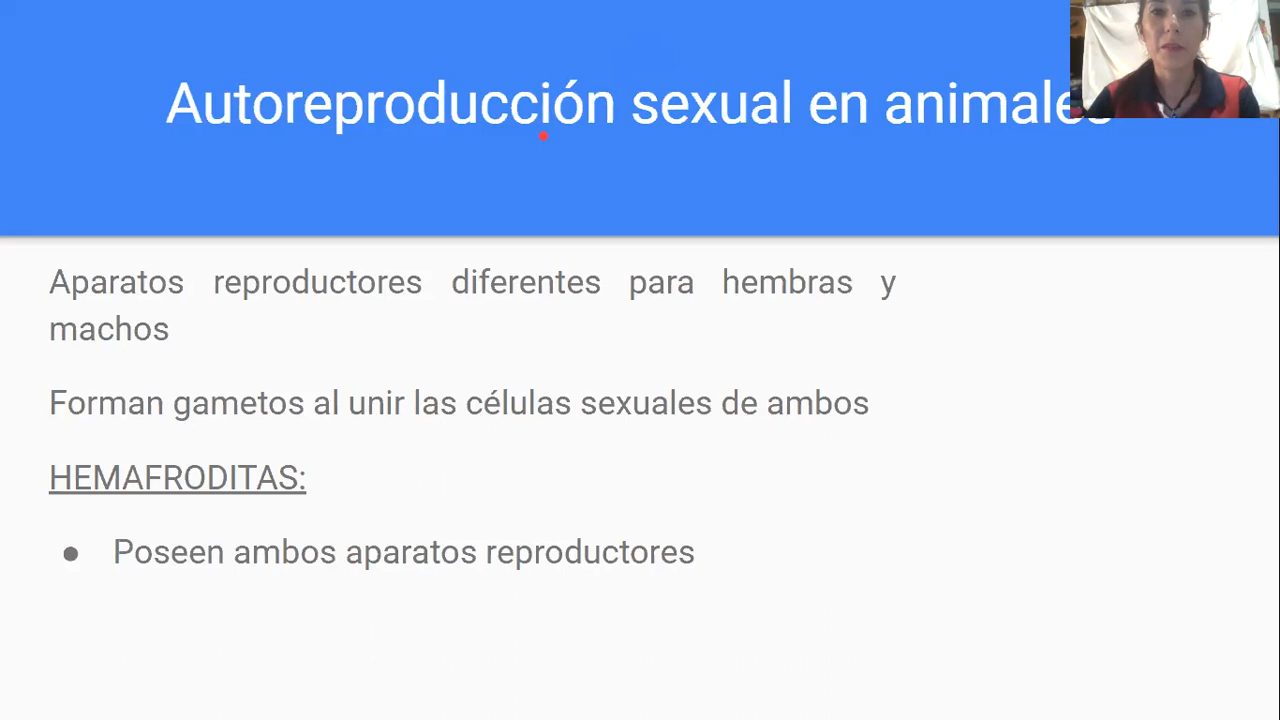 Autoreproducción sexual en animales
Aparatos reproductores diferentes para hembras y
machos
Forman gametos al unir las células sexuales de ambos
HEMAFRODITAS:
● Poseen ambos aparatos reproductores